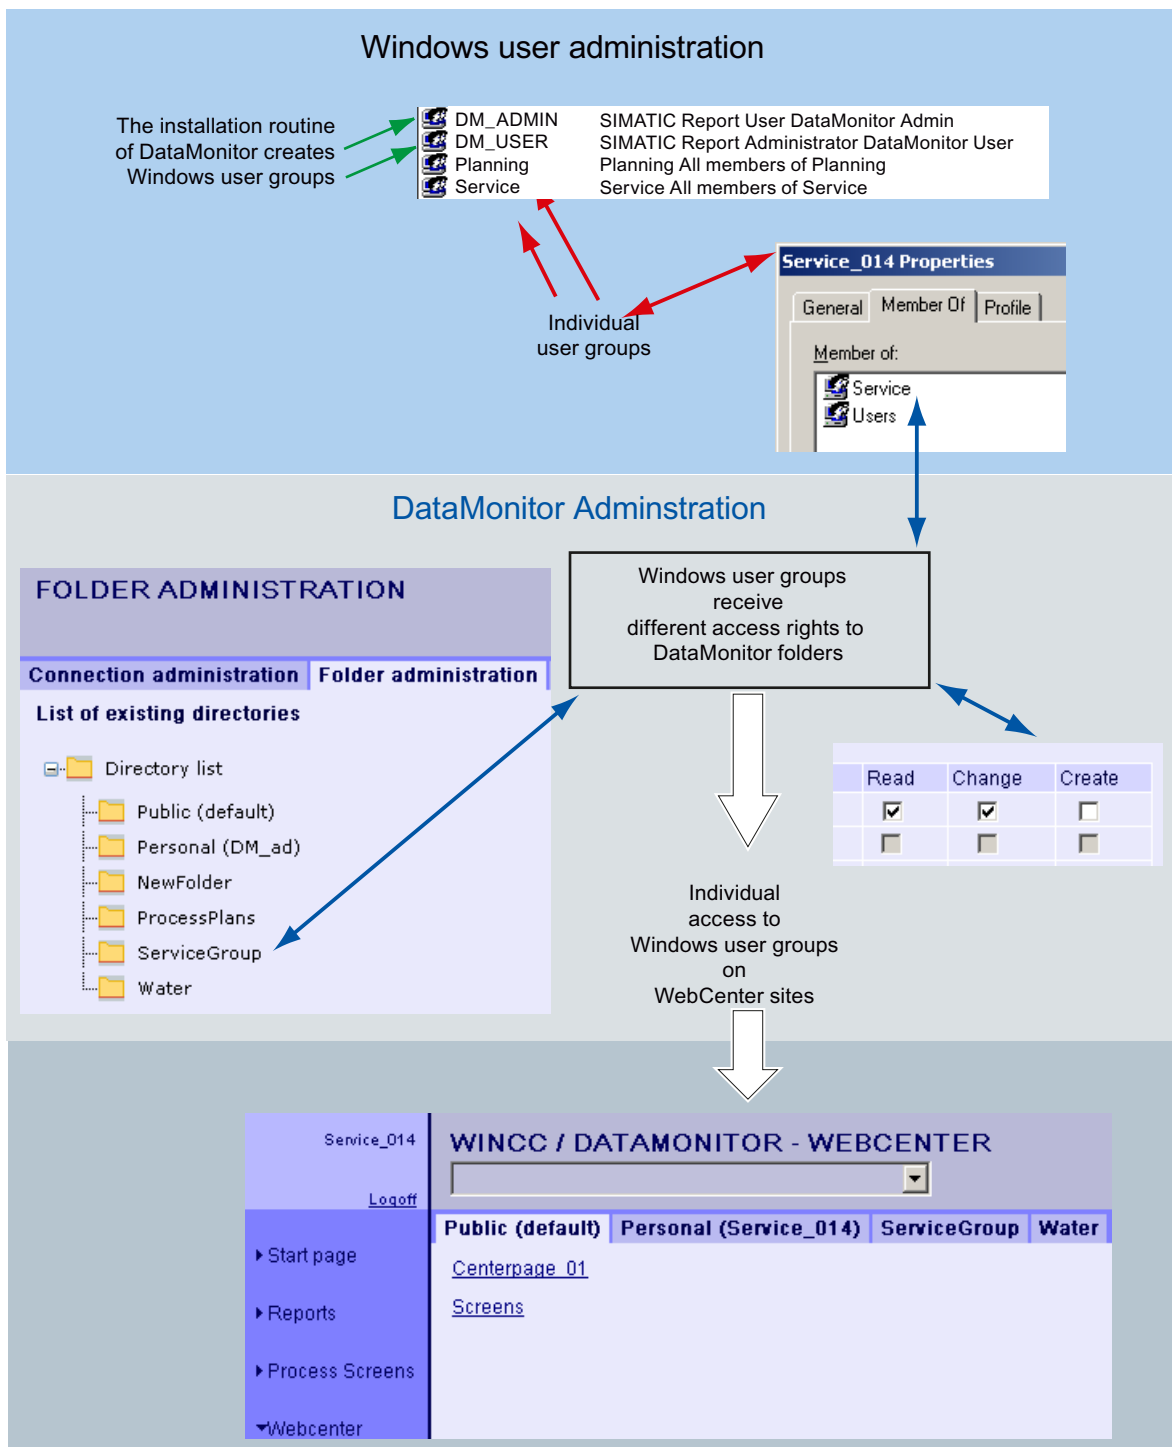 Windows user administration
The installation routine
of DataMonitor creates
Windows user groups
DM_ADMIN SIMATIC Report User DataMonitor Admin
DM_USER SIMATIC Report Administrator DataMonitor User
Planning Planning All members of Planning
Service Service All members of Service
Individual
user groups
Service_014 Properties
General Member Of Profile
Member of:
Service
Users
DataMonitor Adminstration
Windows user groups
receive
different access rights to
DataMonitor folders
FOLDER ADMINISTRATION
Connection administration Folder administration
List of existing directories
Directory list
Public (default)
Personal (DM_ad)
NewFolder
ProcessPlans
ServiceGroup
Water
Read Change Create
Individual
access to
Windows user groups
on
WebCenter sites
Service_014
Logoff
WINCC / DATAMONITOR - WEBCENTER
Public (default) Personal (Service_014) ServiceGroup Water
Start page
Reports
Process Screens
Webcenter
Centerpage_01
Screens